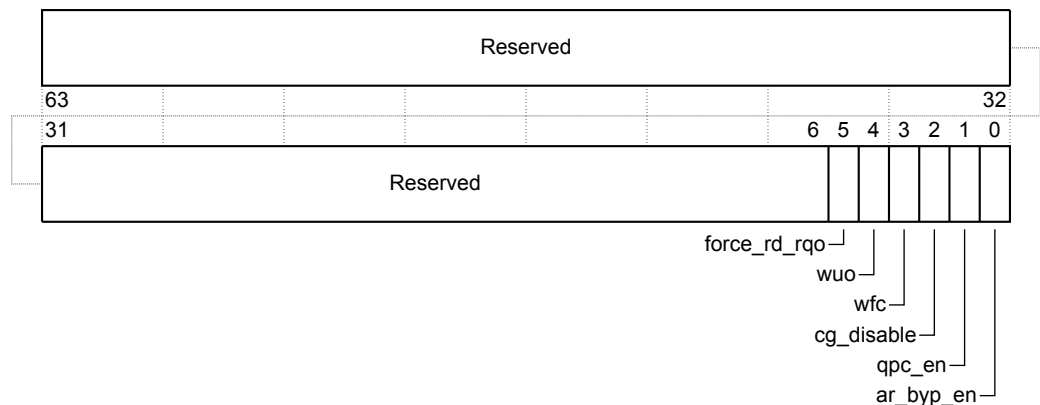 Reserved
63 32
31 6 5 4 3 2 1 0
Reserved
force_rd_rqo
wuo
wfc
cg_disable
qpc_en
ar_byp_en